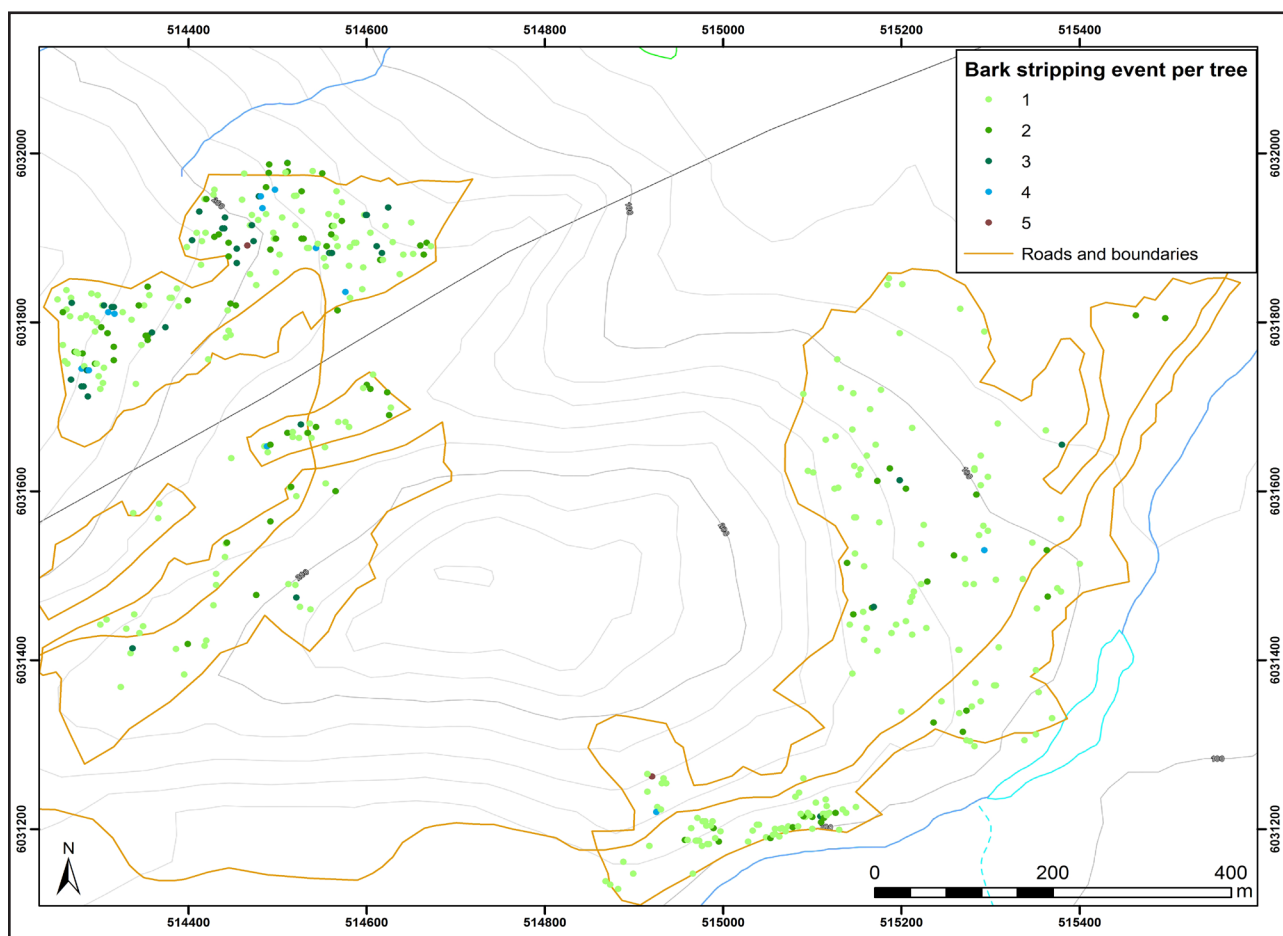 514400 514600 514800 515000 515200 515400
Bark stripping event per tree
1
2
3
4
5
Roads and boundaries
6032000 6032000
6031800 6031800
6031600 6031600
6031400 6031400
6031200 6031200
N
0 200 400
m
514400 514600 514800 515000 515200 515400